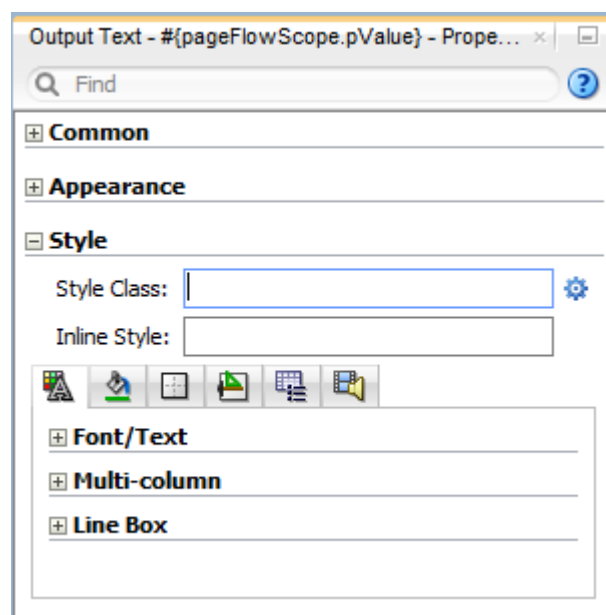 Output Text - #{pageFlowScope.pValue} - Prope...
Find
Common
Appearance
Style
Style Class:
Inline Style:
Font/Text
Multi-column
Line Box